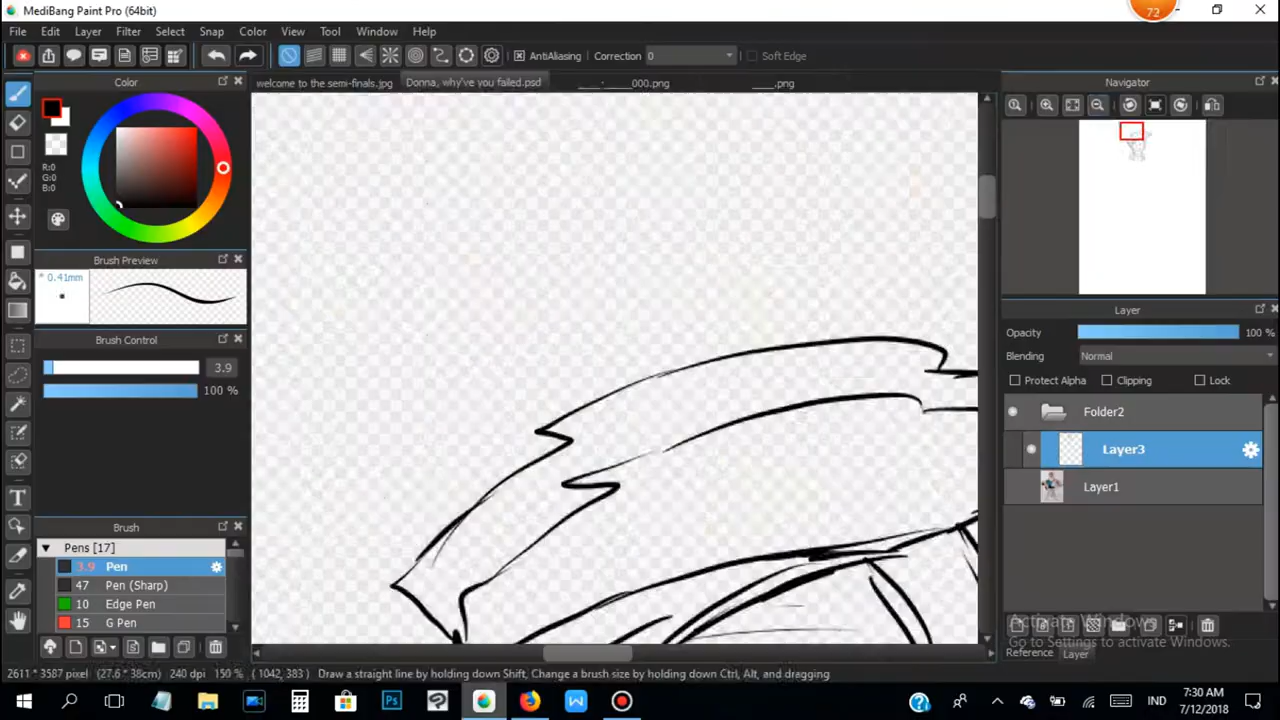 MediBang Paint Pro (64bit)
72
File Edit Layer Filter Select Snap Color View Tool Window Help
AntiAliasing Correction 0 Soft Edge
Color
welcome to the semi-finals.jpg Donna, why've you failed.psd ____-_____000.png ____.png
Navigator
R:0
G:0
B:0
Brush Preview
* 0.41mm
Brush Control
3.9
100 %
Layer
Opacity 100 %
Blending Normal
Protect Alpha Clipping Lock
Folder2
Layer3
Layer1
Brush
Pens [17]
3.9 Pen
47 Pen (Sharp)
10 Edge Pen
15 G Pen
Activate Windows
Go to Settings to activate Windows.
Reference Layer
2611 * 3587 pixel (27.6 * 38cm) 240 dpi 150 % (1042, 383) Draw a straight line by holding down Shift, Change a brush size by holding down Ctrl, Alt, and dragging
Ps W IND 7:30 AM
7/12/2018